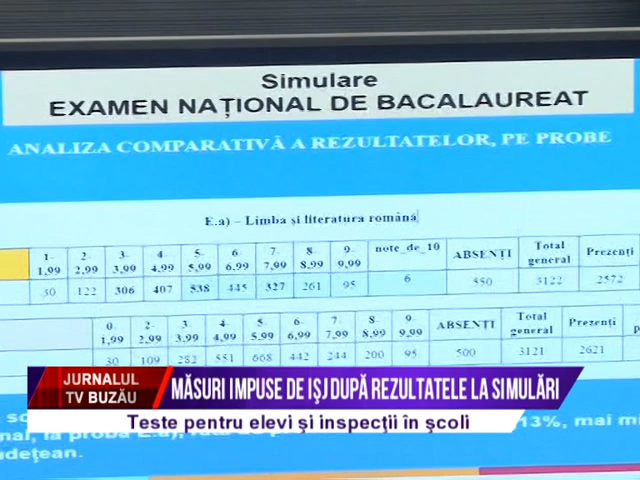 Simulare
EXAMEN NAȚIONAL DE BACALAUREAT
ANALIZA COMPARATIVĂ A REZULTATELOR, PE PROBE
E.a) – Limba și literatura română
1-1,99 2-2,99 3-3,99 4-4,99 5-5,99 6-6,99 7-7,99 8-8,99 9-9,99 note_de_10 ABSENȚI Total general Prezenți
30 122 306 407 538 445 327 261 95 6 550 3122 2572
0-1,99 2-2,99 3-3,99 4-4,99 5-5,99 6-6,99 7-7,99 8-8,99 9-9,99 ABSENȚI Total general Prezenți
30 109 282 551 668 442 244 200 95 500 3121 2621
JURNALUL
TV BUZĂU
MĂSURI IMPUSE DE IȘJ DUPĂ REZULTATELE LA SIMULĂRI
Teste pentru elevi și inspecții în școli
13%, mai